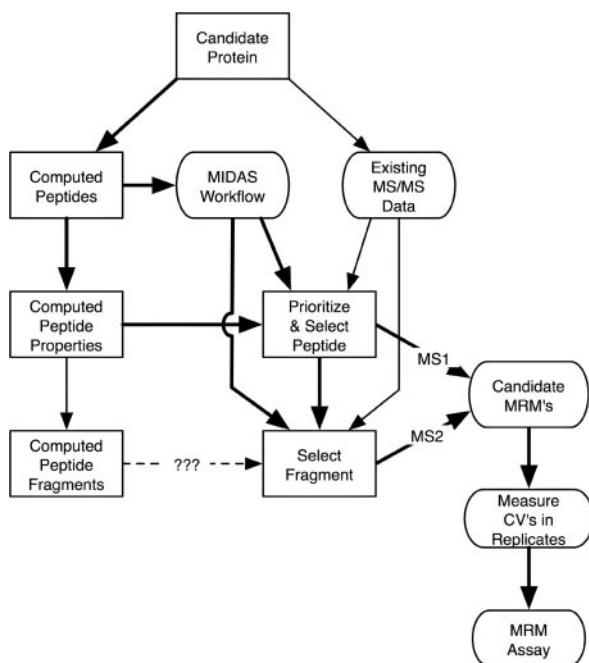 Candidate
Protein
Computed
Peptides
MIDAS
Workflow
Existing
MS/MS
Data
Computed
Peptide
Properties
Prioritize
& Select
Peptide
MS1
Candidate
MRM's
Computed
Peptide
Fragments
???
Select
Fragment
MS2
Measure
CV's in
Replicates
MRM
Assay